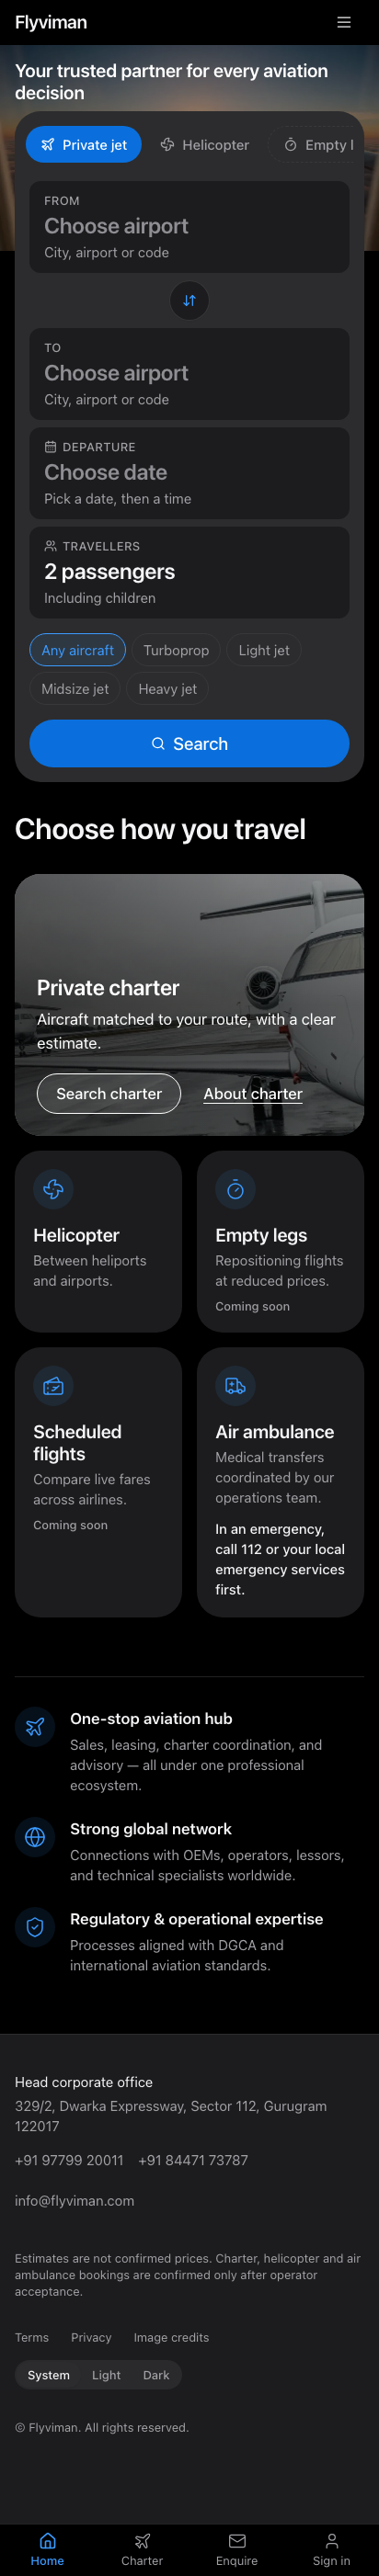 Flyviman
Your trusted partner for every aviation
decision
Private jet
Helicopter
Empty
FROM
Choose airport
City, airport or code
TO
Choose airport
City, airport or code
DEPARTURE
Choose date
Pick a date, then a time
TRAVELLERS
2 passengers
Including children
Any aircraft
Turboprop
Light jet
Midsize jet
Heavy jet
Search
Choose how you travel
Private charter
Aircraft matched to your route, with a clear
estimate.
Search charter
About charter
Helicopter
Between heliports
and airports.
Empty legs
Repositioning flights
at reduced prices.
Coming soon
Scheduled
flights
Compare live fares
across airlines.
Coming soon
Air ambulance
Medical transfers
coordinated by our
operations team.
In an emergency,
call 112 or your local
emergency services
first.
One-stop aviation hub
Sales, leasing, charter coordination, and
advisory — all under one professional
ecosystem.
Strong global network
Connections with OEMs, operators, lessors,
and technical specialists worldwide.
Regulatory & operational expertise
Processes aligned with DGCA and
international aviation standards.
Head corporate office
329/2, Dwarka Expressway, Sector 112, Gurugram
122017
+91 97799 20011
+91 84471 73787
info@flyviman.com
Estimates are not confirmed prices. Charter, helicopter and air
ambulance bookings are confirmed only after operator
acceptance.
Terms
Privacy
Image credits
System
Light
Dark
© Flyviman. All rights reserved.
Home
Charter
Enquire
Sign in